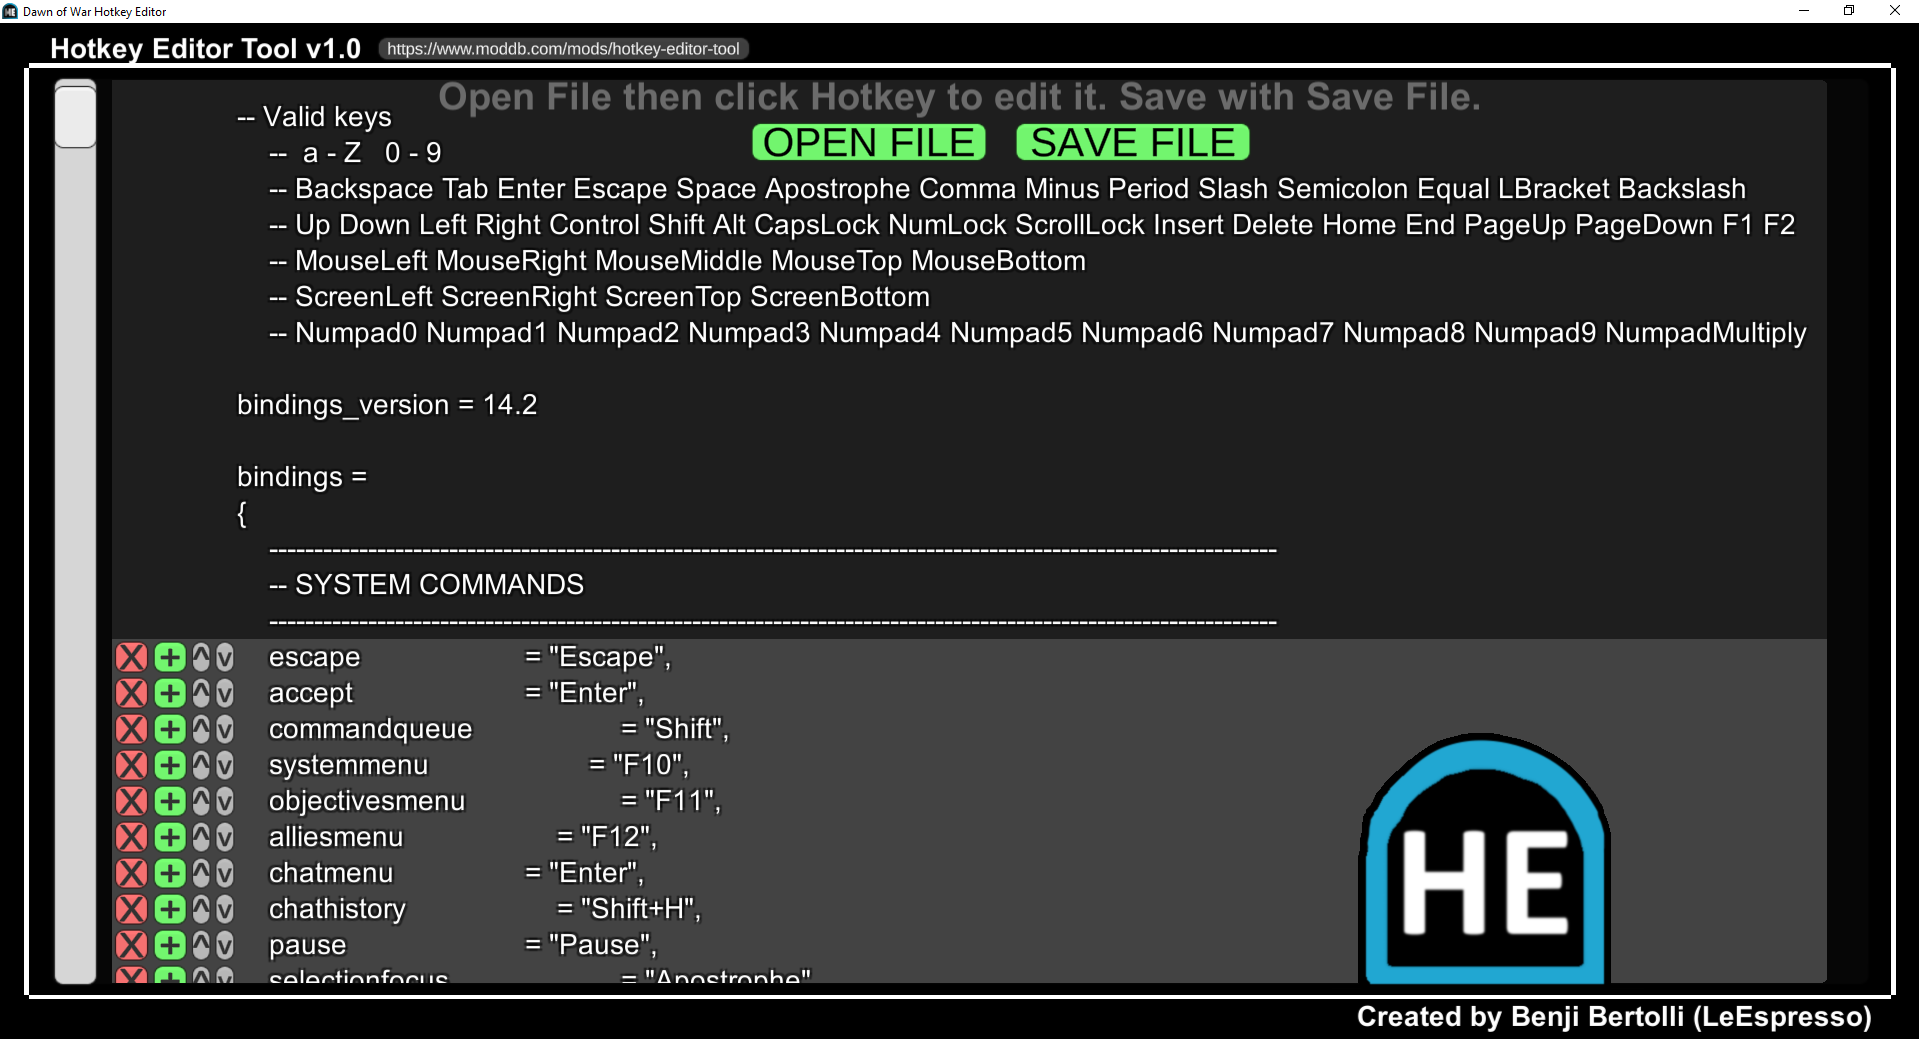 HE Dawn of War Hotkey Editor
Hotkey Editor Tool v1.0 https://www.moddb.com/mods/hotkey-editor-tool
Open File then click Hotkey to edit it. Save with Save File.
OPEN FILE SAVE FILE
-- Valid keys
-- a - Z 0 - 9
-- Backspace Tab Enter Escape Space Apostrophe Comma Minus Period Slash Semicolon Equal LBracket Backslash
-- Up Down Left Right Control Shift Alt CapsLock NumLock ScrollLock Insert Delete Home End PageUp PageDown F1 F2
-- MouseLeft MouseRight MouseMiddle MouseTop MouseBottom
-- ScreenLeft ScreenRight ScreenTop ScreenBottom
-- Numpad0 Numpad1 Numpad2 Numpad3 Numpad4 Numpad5 Numpad6 Numpad7 Numpad8 Numpad9 NumpadMultiply
bindings_version = 14.2
bindings =
{
---------------------------------------------------------------------------------------------------------------
-- SYSTEM COMMANDS
---------------------------------------------------------------------------------------------------------------
X + ^ v escape = "Escape",
X + ^ v accept = "Enter",
X + ^ v commandqueue = "Shift",
X + ^ v systemmenu = "F10",
X + ^ v objectivesmenu = "F11",
X + ^ v alliesmenu = "F12",
X + ^ v chatmenu = "Enter",
X + ^ v chathistory = "Shift+H",
X + ^ v pause = "Pause",
X + ^ v selectionfocus = "Apostrophe"
HE
Created by Benji Bertolli (LeEspresso)